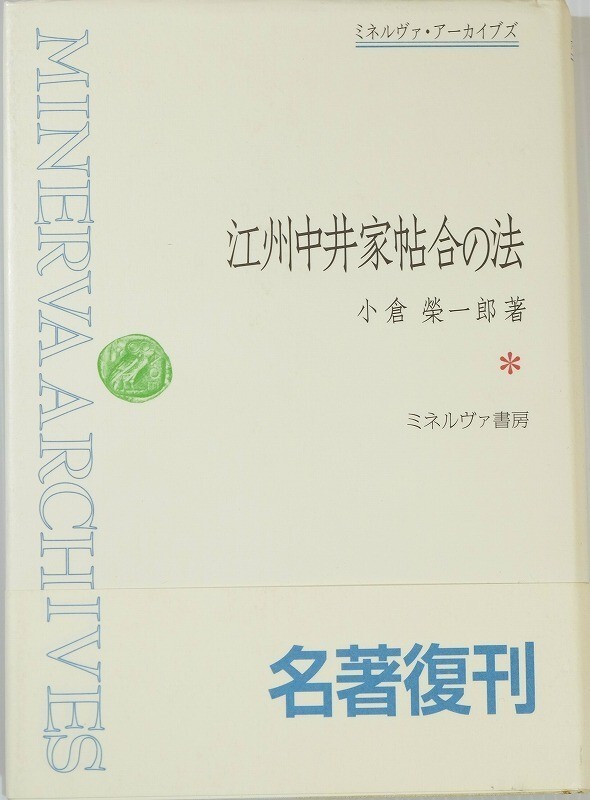 ミネルヴァ・アーカイブズ
MINERVA ARCHIVES
江州中井家帖合の法
小倉 榮一郎 著
*
ミネルヴァ書房
名著復刊